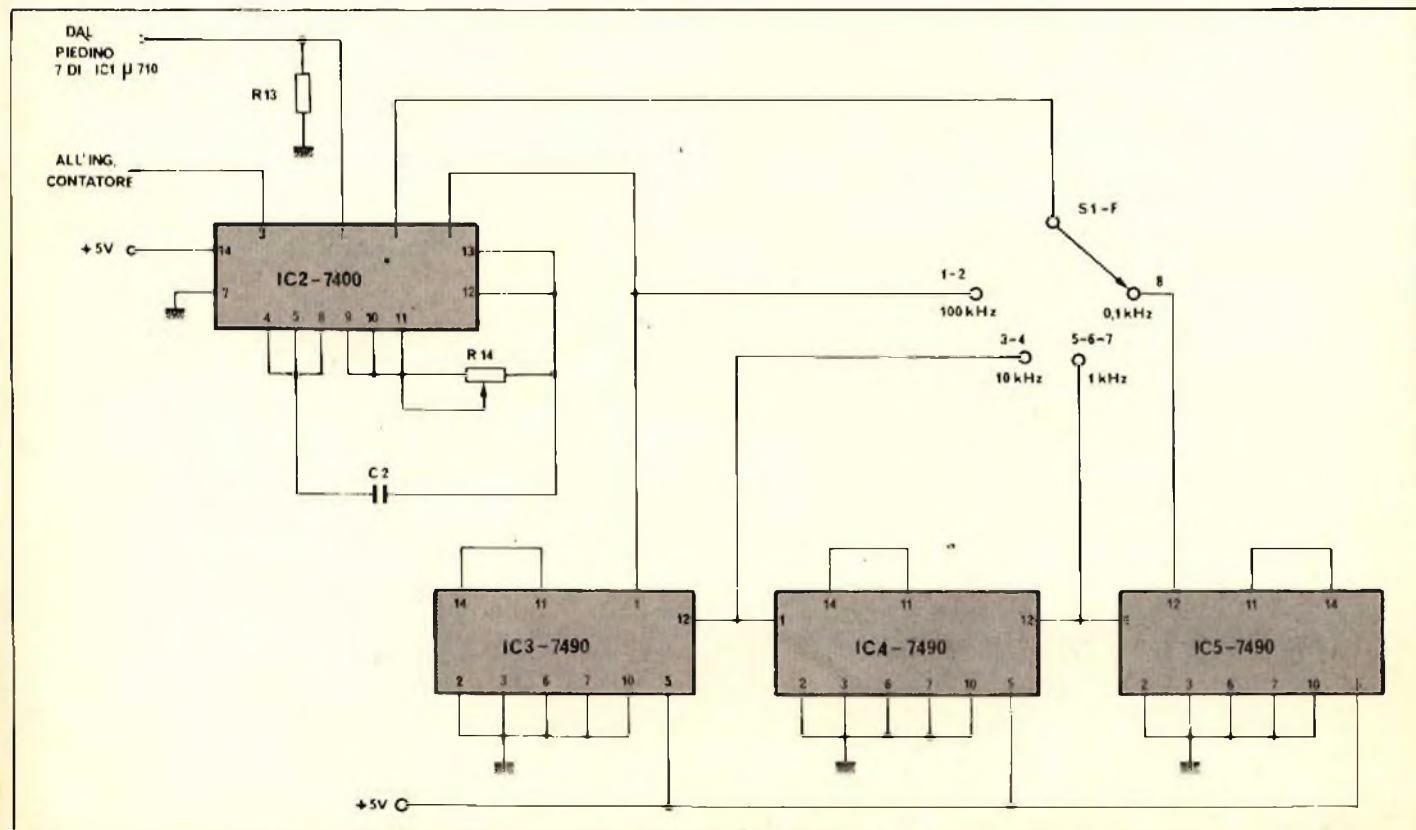 DAL
PIEDINO
7 DI IC1 µ 710
R13
ALL'ING.
CONTATORE
+5V
3
14
13
IC2-7400
7
12
4 5 8 9 10 11
R 14
C 2
S1-F
1-2
100 kHz
8
0,1 kHz
3-4
10 kHz
5-6-7
1 kHz
14 11 1
12
IC3-7490
2 3 6 7 10 5
14 11
1
12
IC4-7490
2 3 6 7 10 5
12 11 14
IC5-7490
2 3 6 7 10
+5V